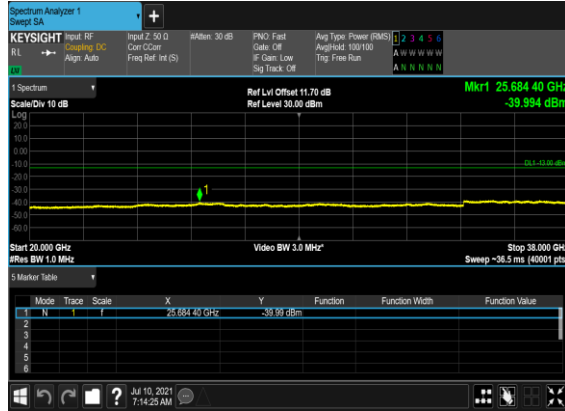 Spectrum Analyzer 1
Swept SA
+
KEYSIGHT Input: RF Input Z: 50 Ω #Atten: 30 dB PNO: Fast Avg Type: Power (RMS) 1 2 3 4 5 6
RL Coupling: DC Corr CCorr Gate: Off Avg|Hold: 100/100 A W W W W W
Align: Auto Freq Ref: Int (S) IF Gain: Low Trig: Free Run
Sig Track: Off A N N N N N
1 Spectrum Ref Lvl Offset 11.70 dB Mkr1 25.684 40 GHz
Scale/Div 10 dB Ref Level 30.00 dBm -39.994 dBm
Log
20.0
10.0
0.00
-10.0
DL1 -13.00 dBm
-20.0
-30.0
1
-40.0
-50.0
-60.0
Start 20.000 GHz Video BW 3.0 MHz* Stop 38.000 GHz
#Res BW 1.0 MHz Sweep ~36.5 ms (40001 pts
5 Marker Table
Mode Trace Scale X Y Function Function Width Function Value
1 N 1 f 25.684 40 GHz -39.99 dBm
2
3
4
5
6
? Jul 10, 2021
7:14:25 AM